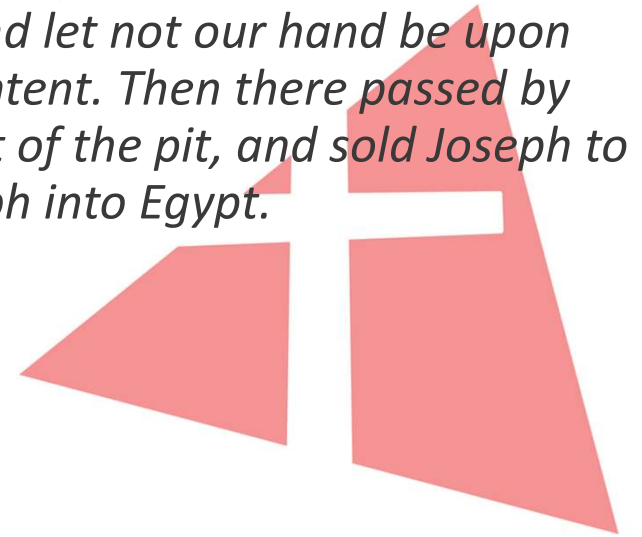 let not our hand be upon
Then there passed by
of the pit, and sold Joseph to
into Egypt.